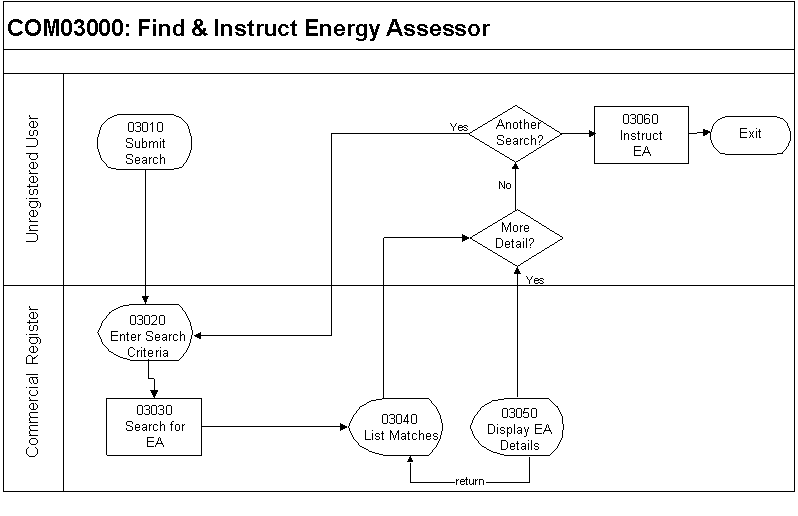 COM03000: Find & Instruct Energy Assessor
Unregistered User
03010
Submit
Search
Yes
Another
Search?
03060
Instruct
EA
Exit
No
More
Detail?
Yes
Commercial Register
03020
Enter Search
Criteria
03030
Search for
EA
03040
List Matches
03050
Display EA
Details
return